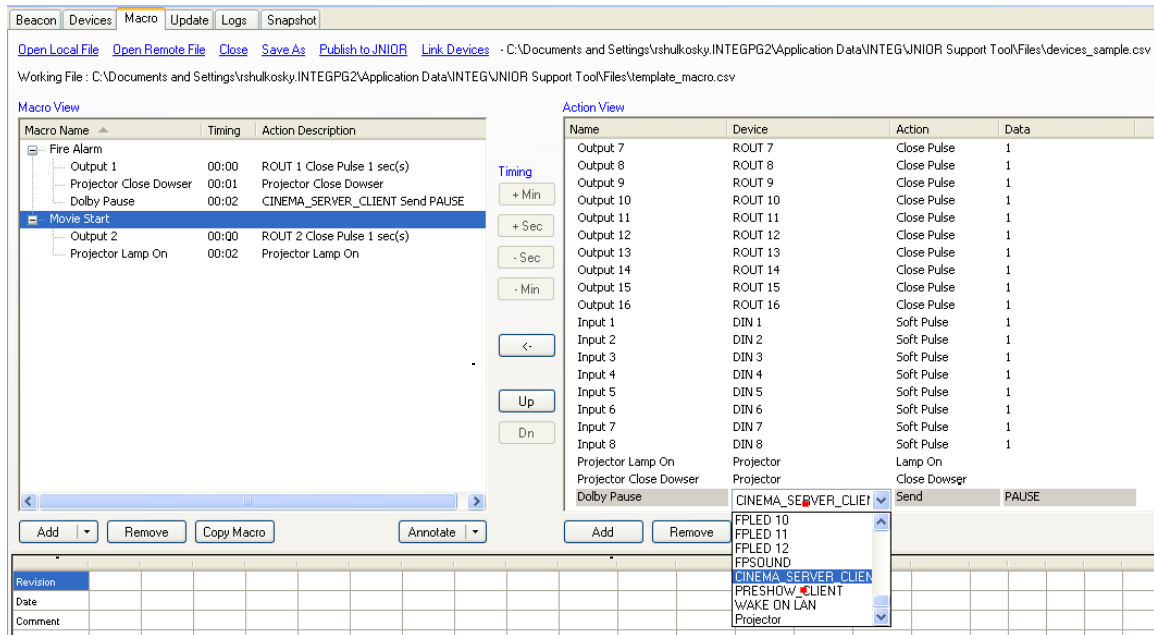 Beacon Devices Macro Update Logs Snapshot
Open Local File Open Remote File Close Save As Publish to JNIOR Link Devices - C:\Documents and Settings\rshulkosky.INTEGPG2\Application Data\INTEG\JNIOR Support Tool\Files\devices_sample.csv
Working File : C:\Documents and Settings\rshulkosky.INTEGPG2\Application Data\INTEG\JNIOR Support Tool\Files\template_macro.csv
Macro View
Macro Name Timing Action Description
Fire Alarm
Output 1 00:00 ROUT 1 Close Pulse 1 sec(s)
Projector Close Dowser 00:01 Projector Close Dowser
Dolby Pause 00:02 CINEMA_SERVER_CLIENT Send PAUSE
Movie Start
Output 2 00:00 ROUT 2 Close Pulse 1 sec(s)
Projector Lamp On 00:02 Projector Lamp On
Timing
+ Min
+ Sec
- Sec
- Min
<-
Up
Dn
Action View
Name Device Action Data
Output 7 ROUT 7 Close Pulse 1
Output 8 ROUT 8 Close Pulse 1
Output 9 ROUT 9 Close Pulse 1
Output 10 ROUT 10 Close Pulse 1
Output 11 ROUT 11 Close Pulse 1
Output 12 ROUT 12 Close Pulse 1
Output 13 ROUT 13 Close Pulse 1
Output 14 ROUT 14 Close Pulse 1
Output 15 ROUT 15 Close Pulse 1
Output 16 ROUT 16 Close Pulse 1
Input 1 DIN 1 Soft Pulse 1
Input 2 DIN 2 Soft Pulse 1
Input 3 DIN 3 Soft Pulse 1
Input 4 DIN 4 Soft Pulse 1
Input 5 DIN 5 Soft Pulse 1
Input 6 DIN 6 Soft Pulse 1
Input 7 DIN 7 Soft Pulse 1
Input 8 DIN 8 Soft Pulse 1
Projector Lamp On Projector Lamp On
Projector Close Dowser Projector Close Dowser
Dolby Pause CINEMA_SERVER_CLIEN Send PAUSE
FPLED 10
FPLED 11
FPLED 12
FPSOUND
CINEMA_SERVER_CLIEN
PRESHOW_CLIENT
WAKE ON LAN
Projector
Add Remove Copy Macro Annotate Add Remove
Revision
Date
Comment